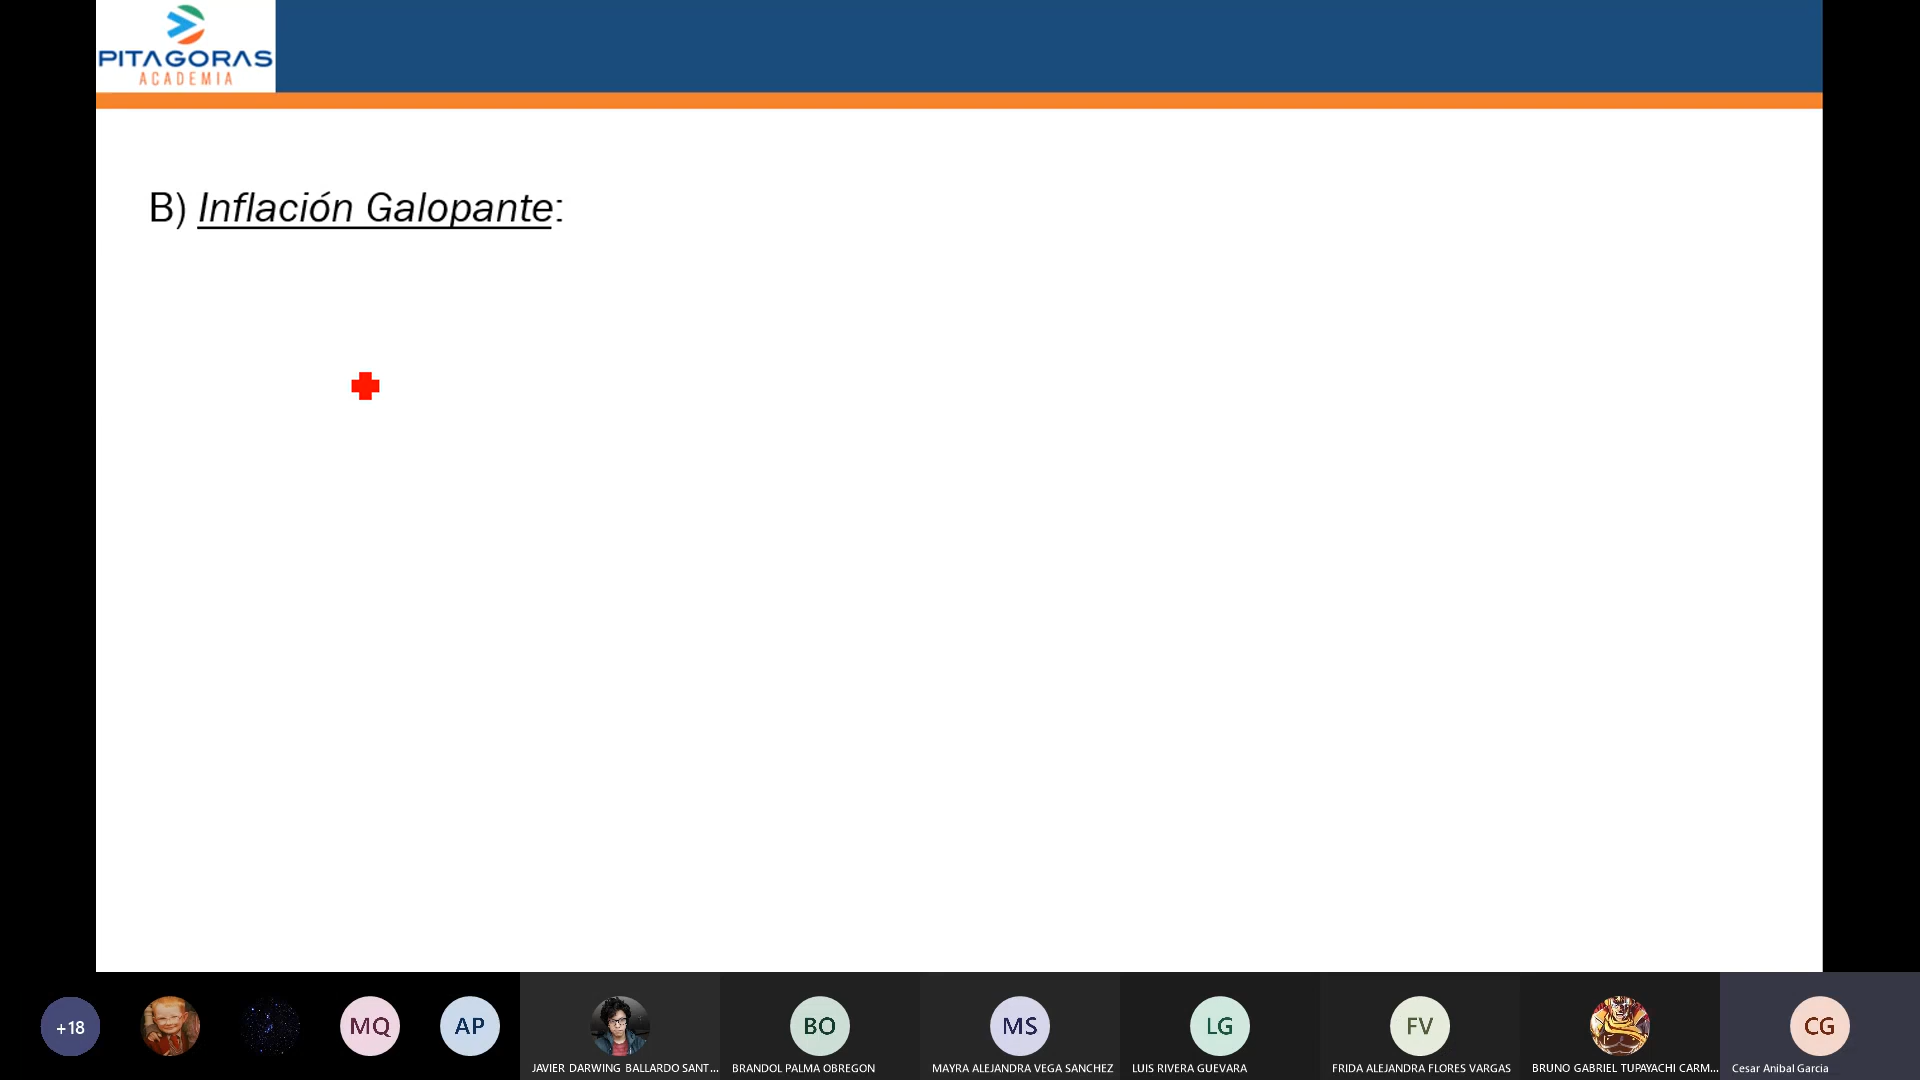 PITAGORAS
ACADEMIA
B) Inflación Galopante:
+18
MQ
AP
BO
MS
LG
FV
CG
JAVIER DARWING BALLARDO SANT...
BRANDOL PALMA OBREGON
MAYRA ALEJANDRA VEGA SANCHEZ
LUIS RIVERA GUEVARA
FRIDA ALEJANDRA FLORES VARGAS
BRUNO GABRIEL TUPAYACHI CARM...
Cesar Anibal Garcia